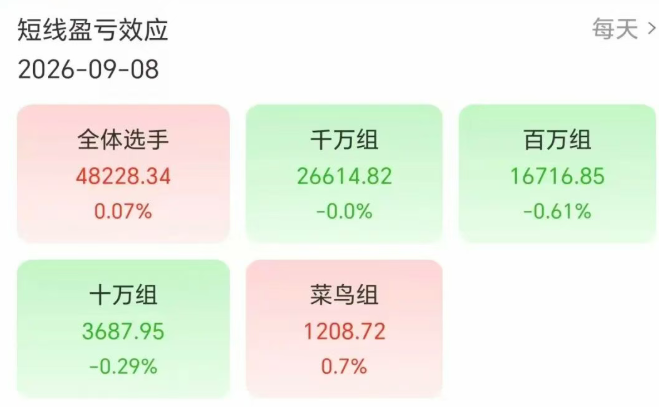 短线盈亏效应
每天 >
2026-09-08
全体选手
48228.34
0.07%
千万组
26614.82
-0.0%
百万组
16716.85
-0.61%
十万组
3687.95
-0.29%
菜鸟组
1208.72
0.7%